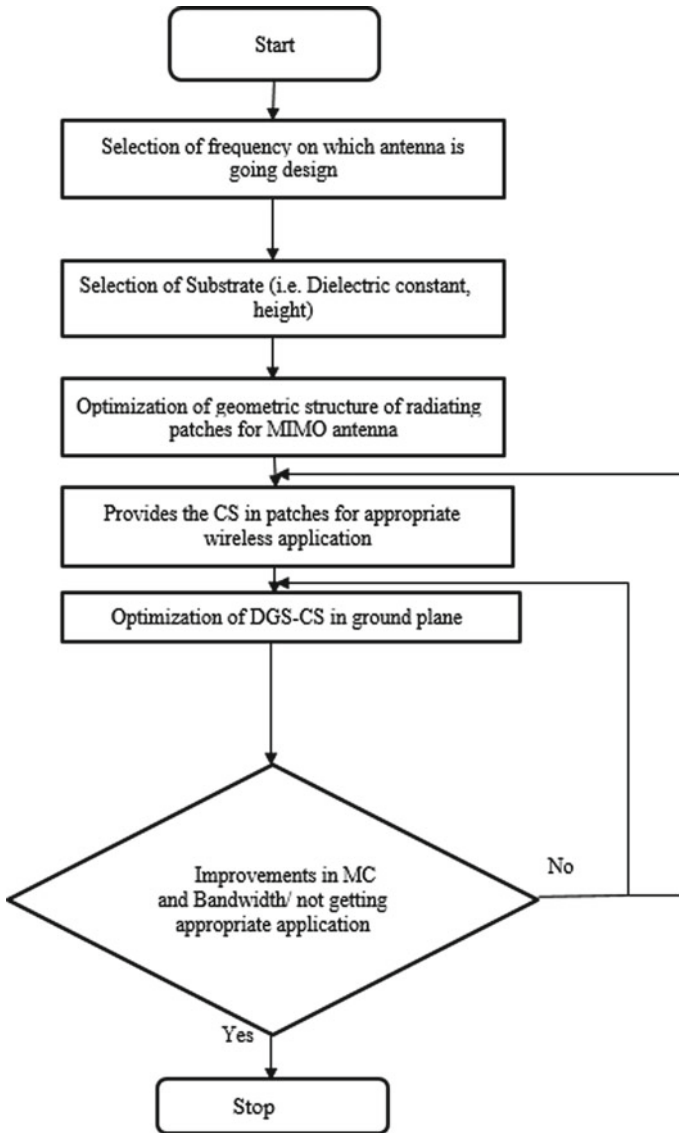 Start
Selection of frequency on which antenna is
going design
Selection of Substrate (i.e. Dielectric constant,
height)
Optimization of geometric structure of radiating
patches for MIMO antenna
Provides the CS in patches for appropriate
wireless application
Optimization of DGS-CS in ground plane
Improvements in MC
and Bandwidth/ not getting
appropriate application
No
Yes
Stop